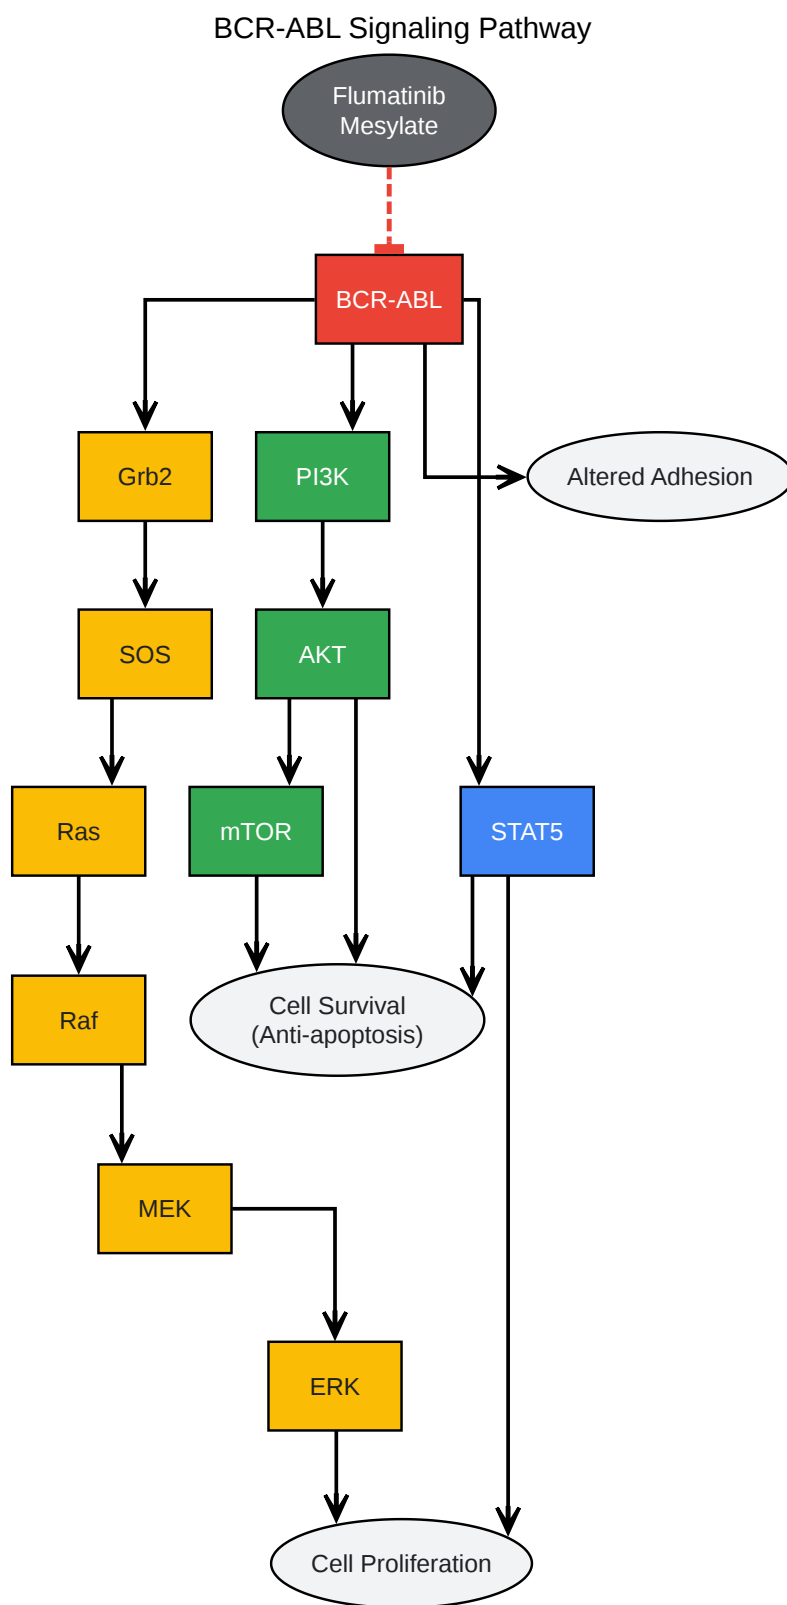 BCR-ABL Signaling Pathway
Flumatinib
Mesylate
BCR-ABL
Grb2
PI3K
Altered Adhesion
SOS
AKT
Ras
mTOR
STAT5
Raf
Cell Survival
(Anti-apoptosis)
MEK
ERK
Cell Proliferation